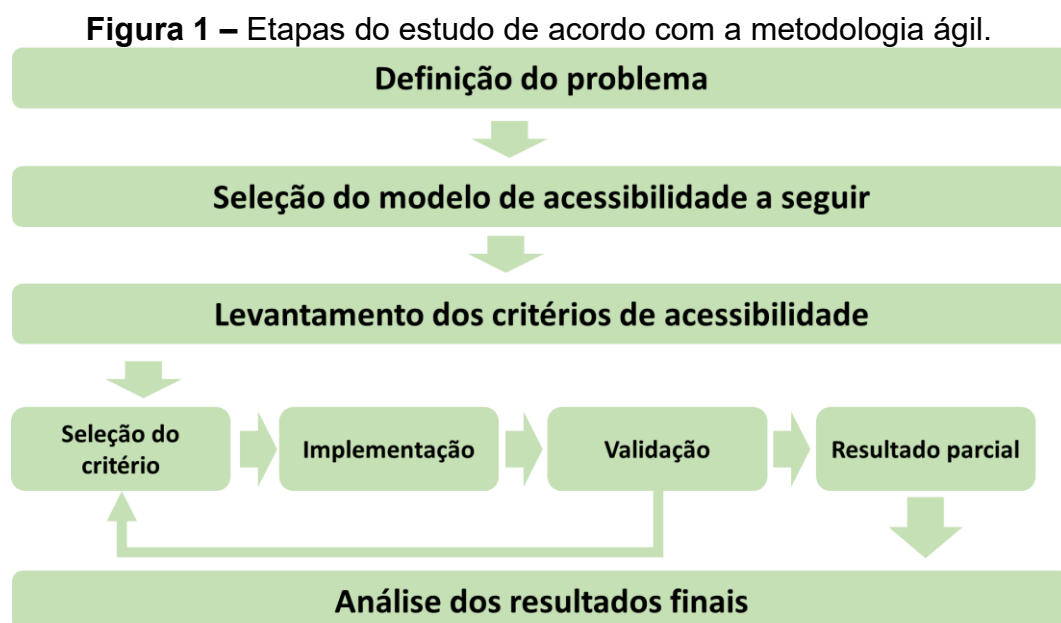 Figura 1 – Etapas do estudo de acordo com a metodologia ágil.
Definição do problema
Seleção do modelo de acessibilidade a seguir
Levantamento dos critérios de acessibilidade
Seleção do
critério
Implementação
Validação
Resultado parcial
Análise dos resultados finais